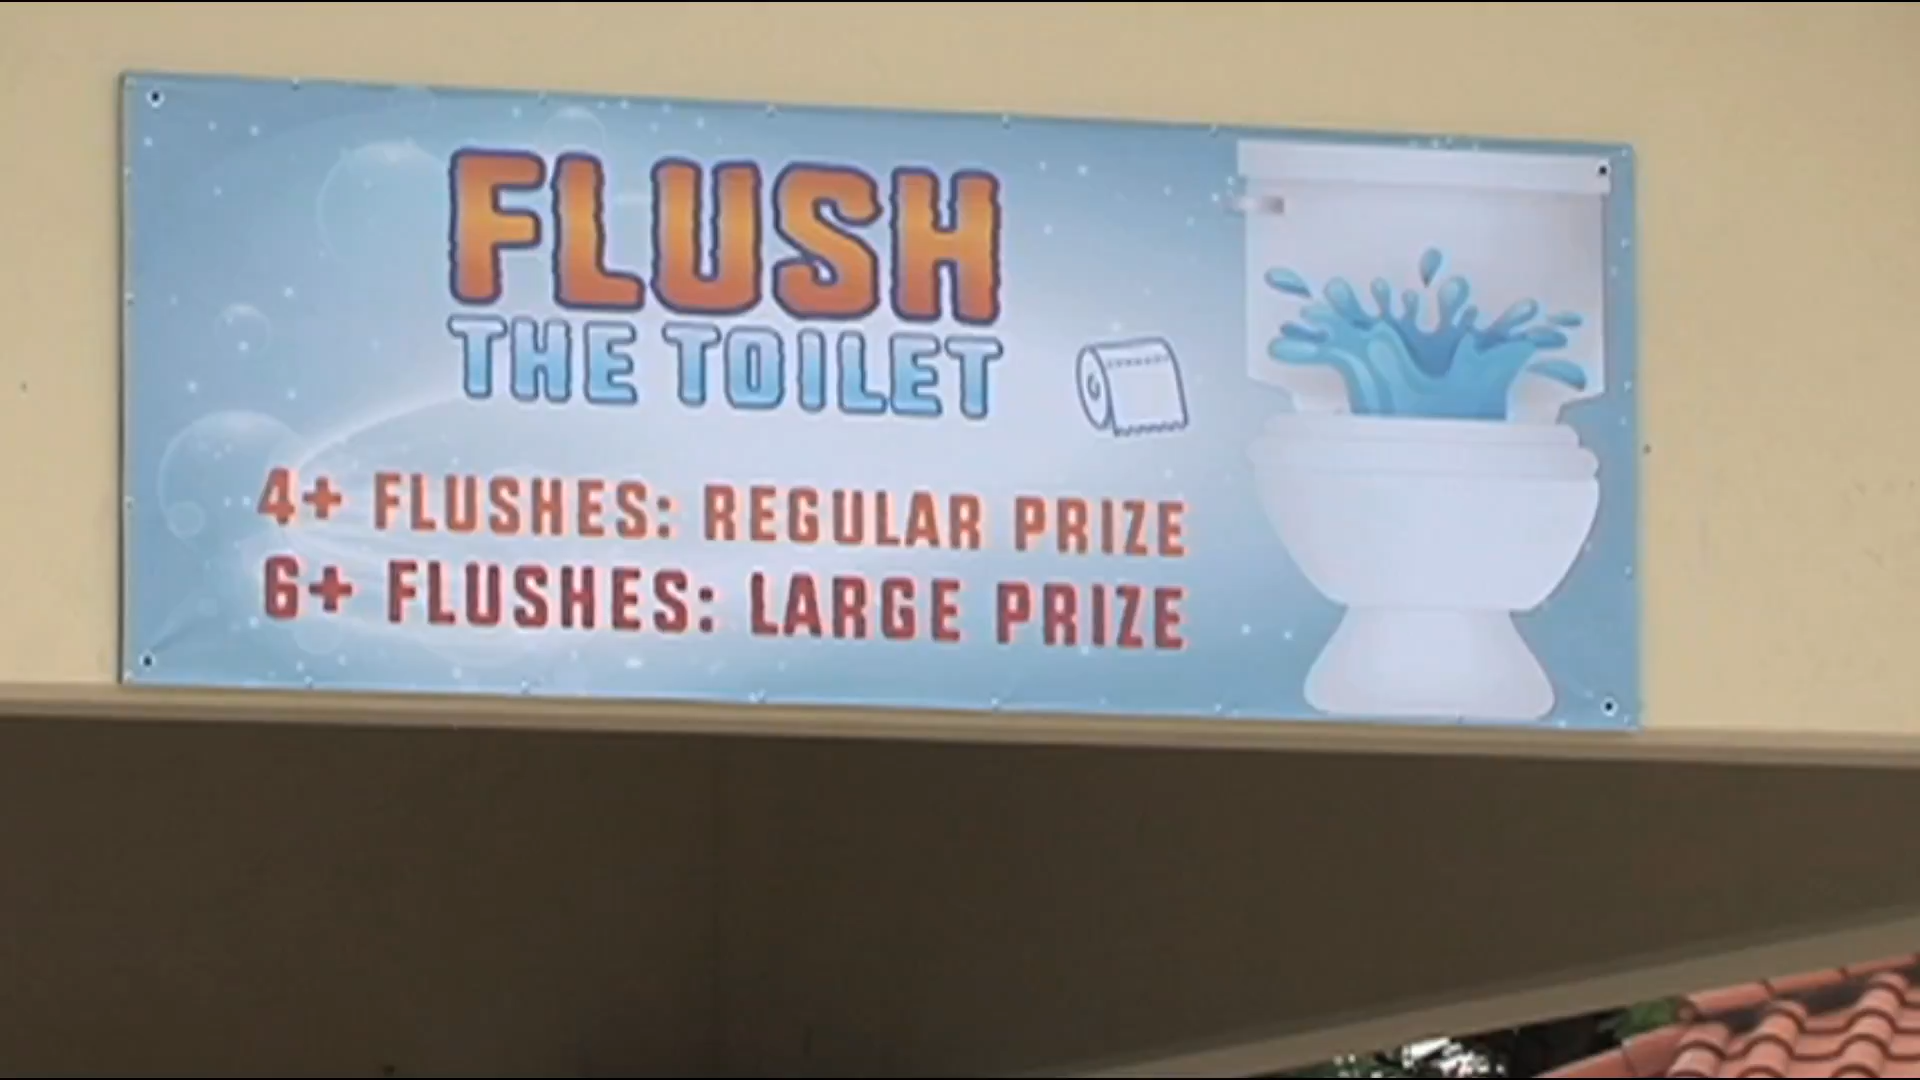 FLUSH
THE TOILET
4+ FLUSHES: REGULAR PRIZE
6+ FLUSHES: LARGE PRIZE